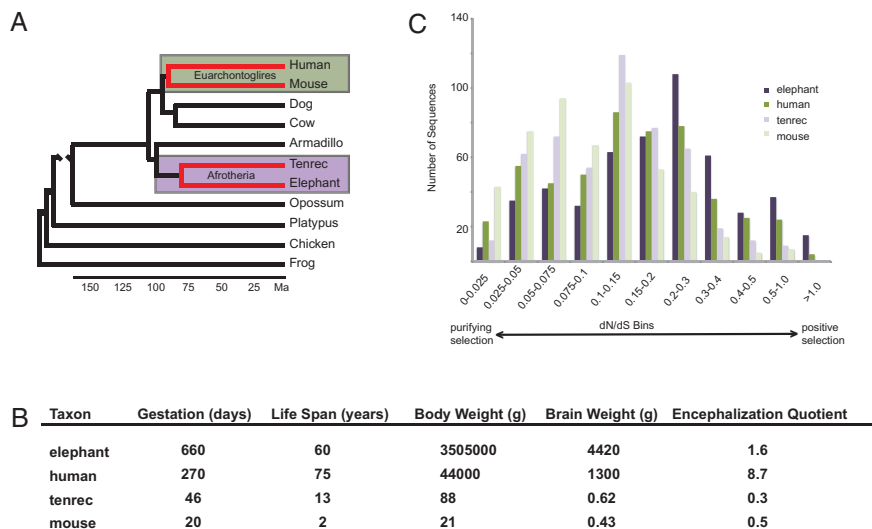 A
Human
Euarchontoglires
Mouse
Dog
Cow
Armadillo
Tenrec
Afrotheria
Elephant
Opossum
Platypus
Chicken
Frog
150 125 100 75 50 25 Ma
C
140
100
60
20
Number of Sequences
elephant
human
tenrec
mouse
0-0.025 0.025-0.05 0.05-0.075 0.075-0.1 0.1-0.15 0.15-0.2 0.2-0.3 0.3-0.4 0.4-0.5 0.5-1.0 >1.0
purifying selection
dN/dS Bins
positive selection
B
Taxon Gestation (days) Life Span (years) Body Weight (g) Brain Weight (g) Encephalization Quotient
elephant 660 60 3505000 4420 1.6
human 270 75 44000 1300 8.7
tenrec 46 13 88 0.62 0.3
mouse 20 2 21 0.43 0.5